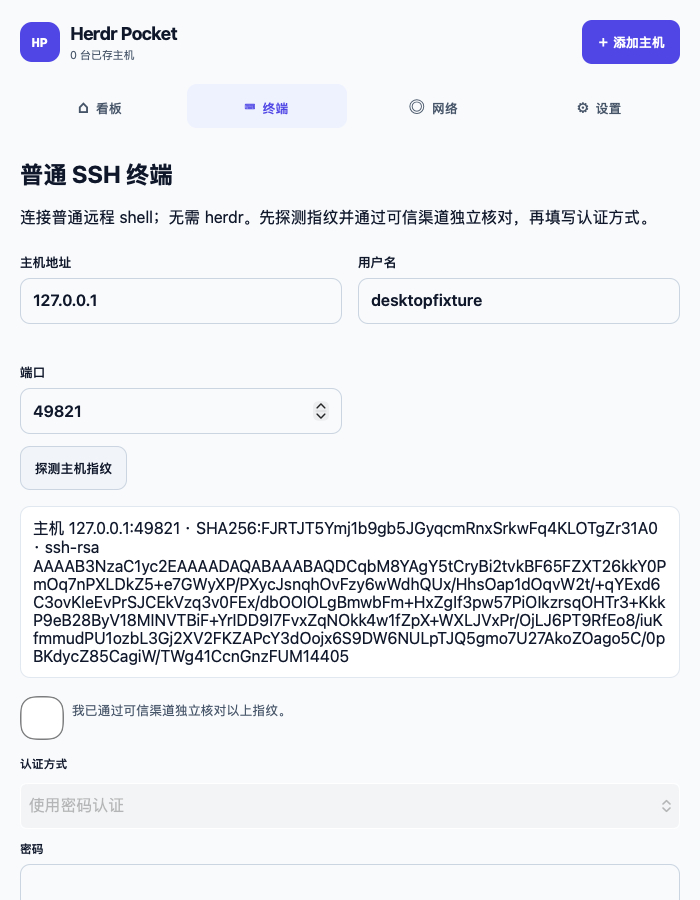 HP
Herdr Pocket
0 台已存主机
+ 添加主机
看板
终端
网络
设置
普通 SSH 终端
连接普通远程 shell；无需 herdr。先探测指纹并通过可信渠道独立核对，再填写认证方式。
主机地址
用户名
127.0.0.1
desktopfixture
端口
49821
探测主机指纹
主机 127.0.0.1:49821 · SHA256:FJRTJT5Ymj1b9gb5JGyqcmRnxSrkwFq4KLOTgZr31A0
· ssh-rsa
AAAAB3NzaC1yc2EAAAADAQABAAABAQDCqbM8YAgY5tCryBi2tvkBF65FZXT26kkY0P
mOq7nPXLDkZ5+e7GWyXP/PXycJsnqhOvFzy6wWdhQUx/HhsOap1dOqvW2t/+qYExd6
C3ovKleEvPrSJCEkVzq3v0FEx/dbOOlOLgBmwbFm+HxZgIf3pw57PiOlkzrsqOHTr3+Kkk
P9eB28ByV18MINVTBiF+YrlDD9I7FvxZqNOkk4w1fZpX+WXLJVxPr/OjLJ6PT9RfEo8/iuK
fmmudPU1ozbL3Gj2XV2FKZAPcY3dOojx6S9DW6NULpTJQ5gmo7U27AkoZOago5C/0p
BKdycZ85CagiW/TWg41CcnGnzFUM14405
我已通过可信渠道独立核对以上指纹。
认证方式
使用密码认证
密码